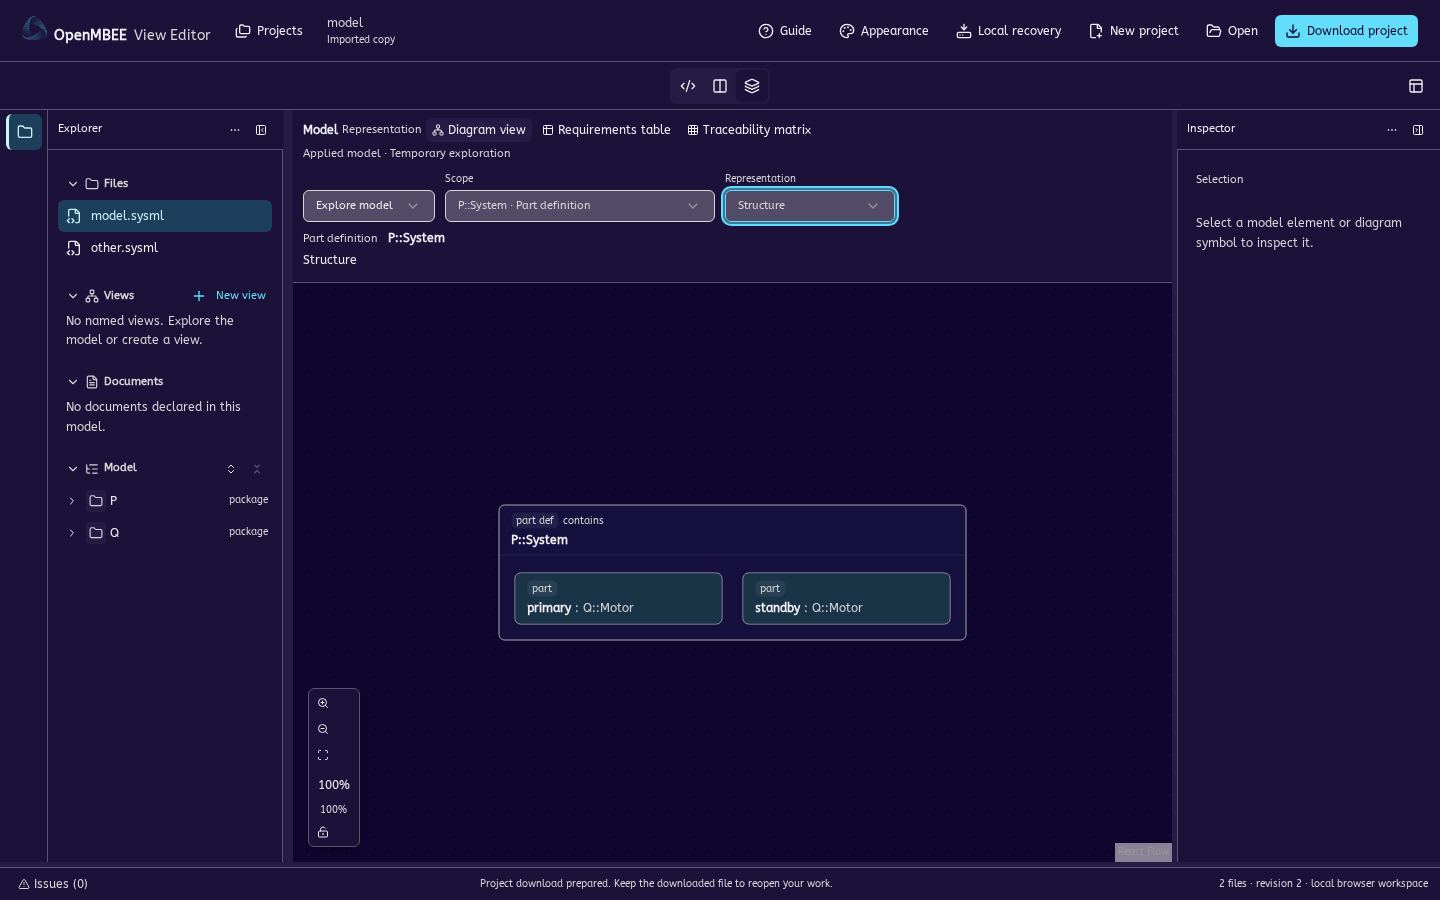 OpenMBEE View Editor
Projects
model
Imported copy
Guide
Appearance
Local recovery
New project
Open
Download project
Explorer
Files
model.sysml
other.sysml
Views
New view
No named views. Explore the
model or create a view.
Documents
No documents declared in this
model.
Model
P package
Q package
Model Representation Diagram view Requirements table Traceability matrix
Applied model · Temporary exploration
Scope
Representation
Explore model
P::System · Part definition
Structure
Part definition P::System
Structure
part def contains
P::System
part
primary : Q::Motor
part
standby : Q::Motor
100%
100%
React Flow
Inspector
Selection
Select a model element or diagram
symbol to inspect it.
Issues (0)
Project download prepared. Keep the downloaded file to reopen your work.
2 files · revision 2 · local browser workspace